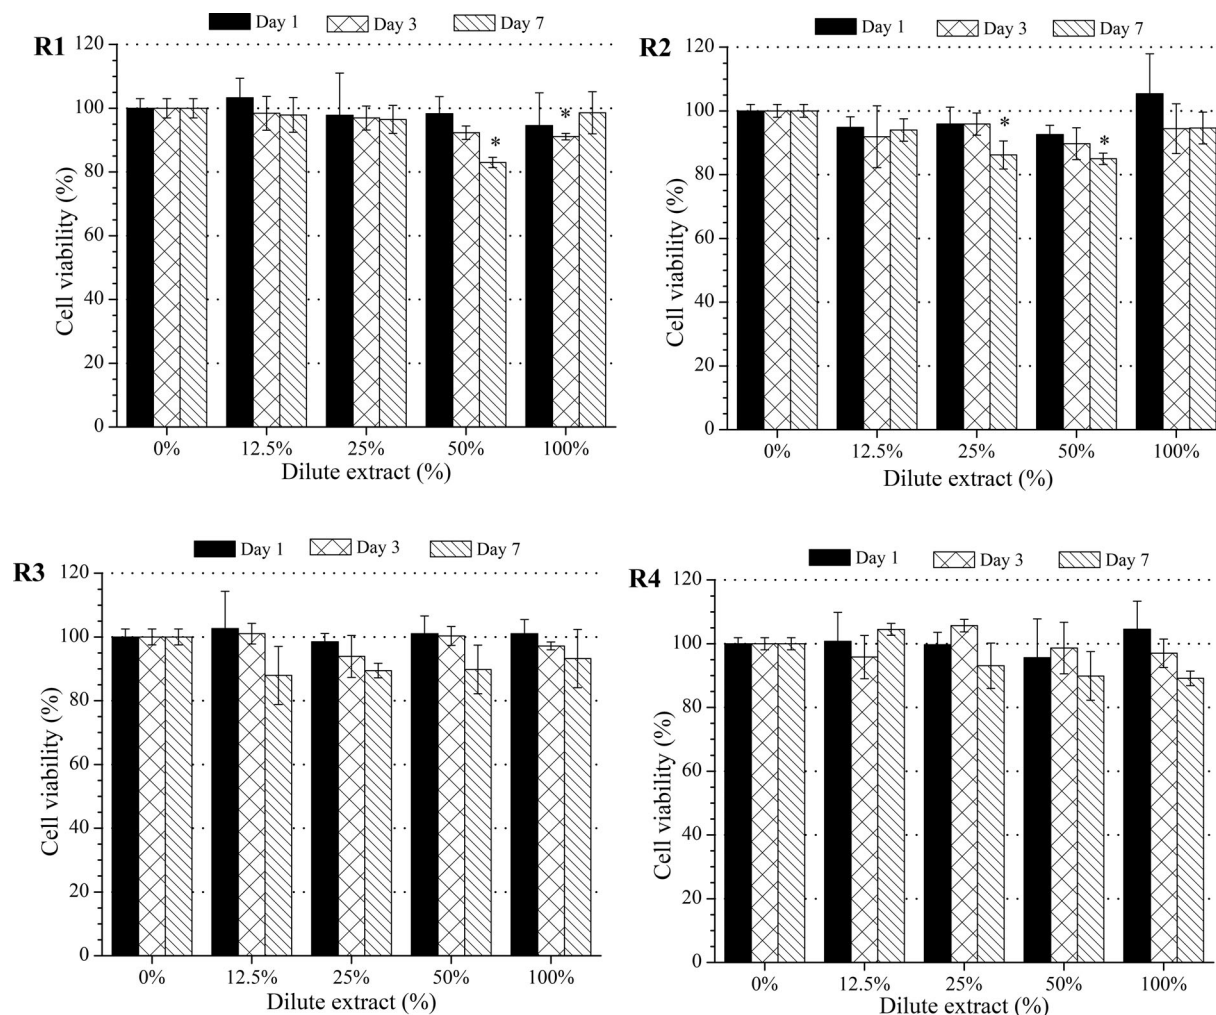 R1
Day 1 Day 3 Day 7
Cell viability (%)
120
100
80
60
40
20
0
* *
0% 12.5% 25% 50% 100%
Dilute extract (%)
R2
Day 1 Day 3 Day 7
Cell viability (%)
120
100
80
60
40
20
0
* *
0% 12.5% 25% 50% 100%
Dilute extract (%)
R3
Day 1 Day 3 Day 7
Cell viability (%)
120
100
80
60
40
20
0
0% 12.5% 25% 50% 100%
Dilute extract (%)
R4
Day 1 Day 3 Day 7
Cell viability (%)
120
100
80
60
40
20
0
0% 12.5% 25% 50% 100%
Dilute extract (%)